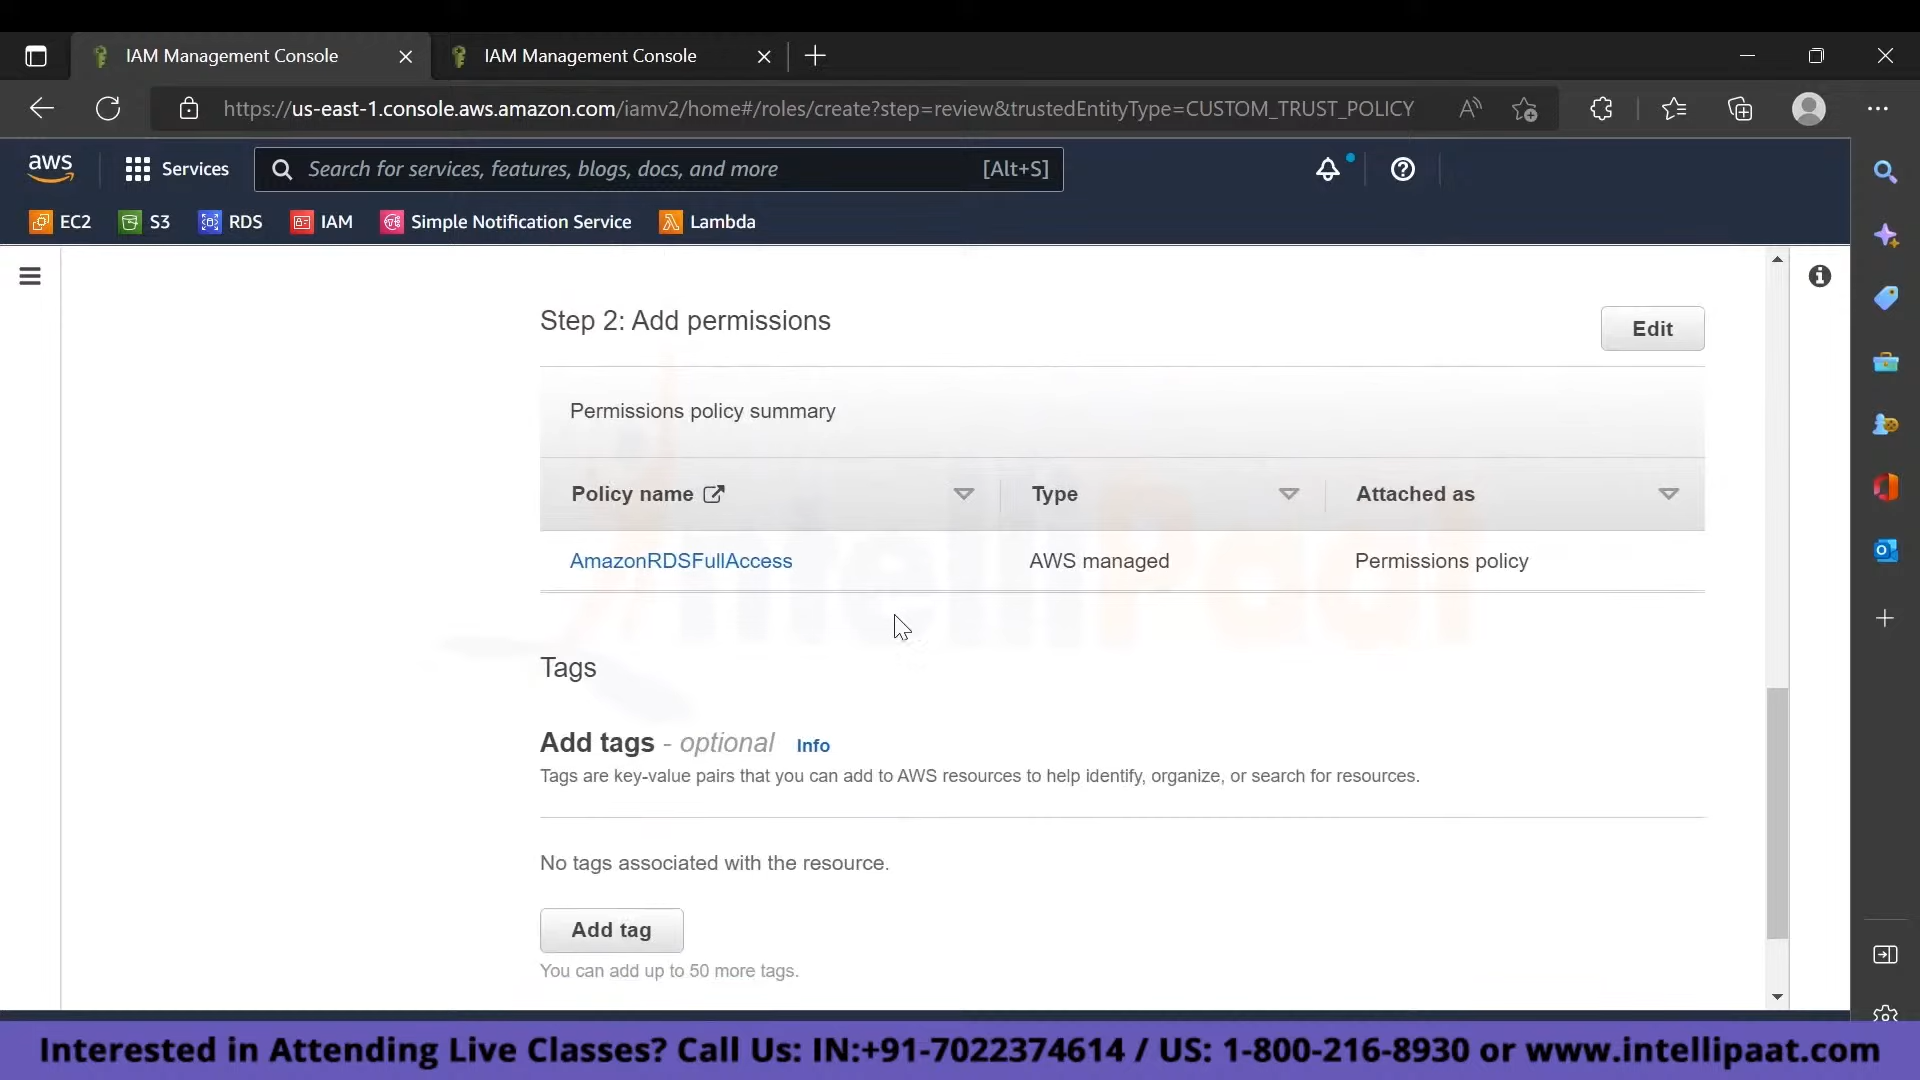 IAM Management Console
IAM Management Console
https://us-east-1.console.aws.amazon.com/iamv2/home#/roles/create?step=review&trustedEntityType=CUSTOM_TRUST_POLICY
aws
Services
Search for services, features, blogs, docs, and more
[Alt+S]
EC2
S3
RDS
IAM
Simple Notification Service
Lambda
Step 2: Add permissions
Edit
Permissions policy summary
Policy name
Type
Attached as
AmazonRDSFullAccess
AWS managed
Permissions policy
IntelliPaat
Tags
Add tags - optional Info
Tags are key-value pairs that you can add to AWS resources to help identify, organize, or search for resources.
No tags associated with the resource.
Add tag
You can add up to 50 more tags.
Interested in Attending Live Classes? Call Us: IN:+91-7022374614 / US: 1-800-216-8930 or www.intellipaat.com